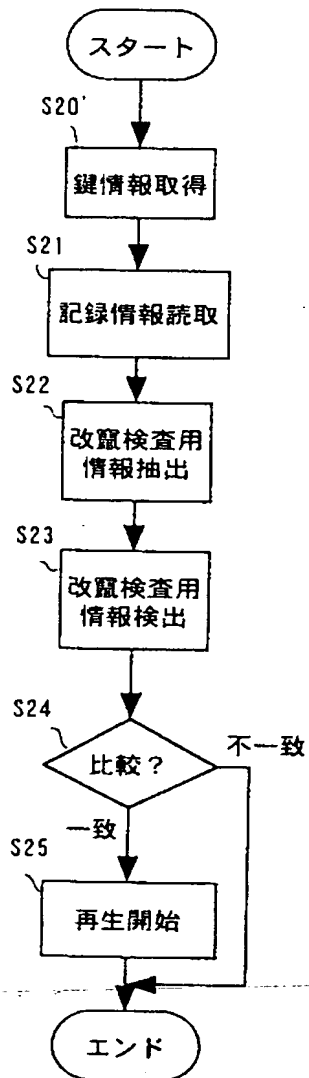 スタート
S20'
鍵情報取得
S21
記録情報読取
S22
改竄検査用
情報抽出
S23
改竄検査用
情報検出
S24
比較?
不一致
一致
S25
再生開始
エンド